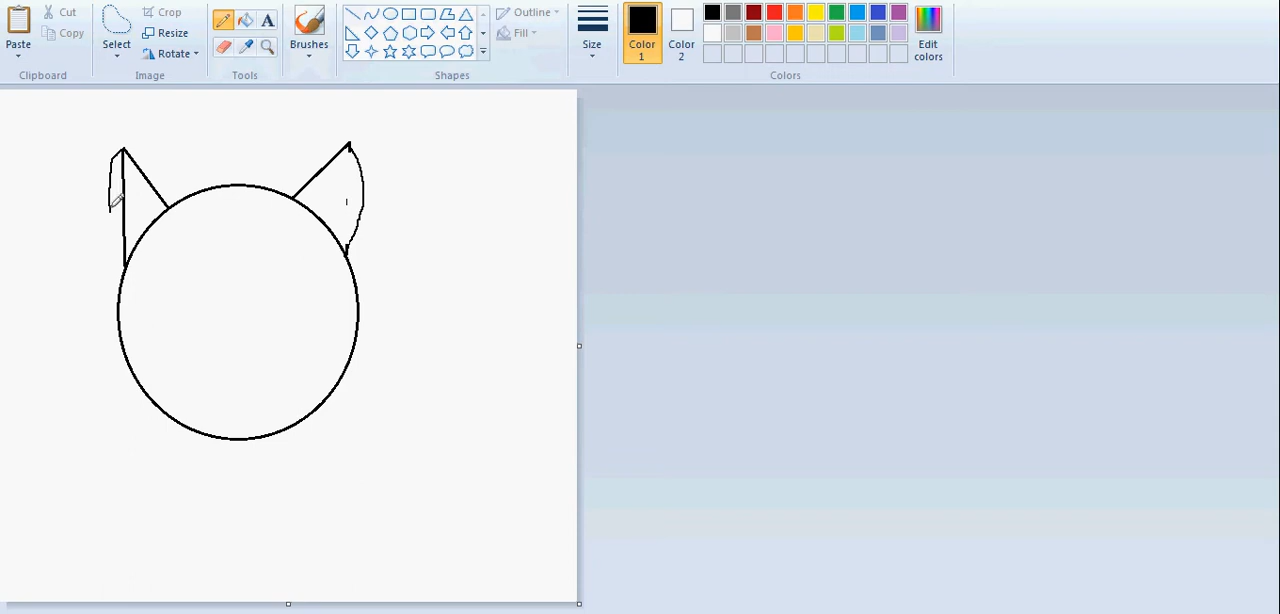 Cut
Copy
Paste
Clipboard
Select
Crop
Resize
Rotate
Image
A
Tools
Brushes
Outline
Fill
Shapes
Size
Color 1
Color 2
Edit colors
Colors